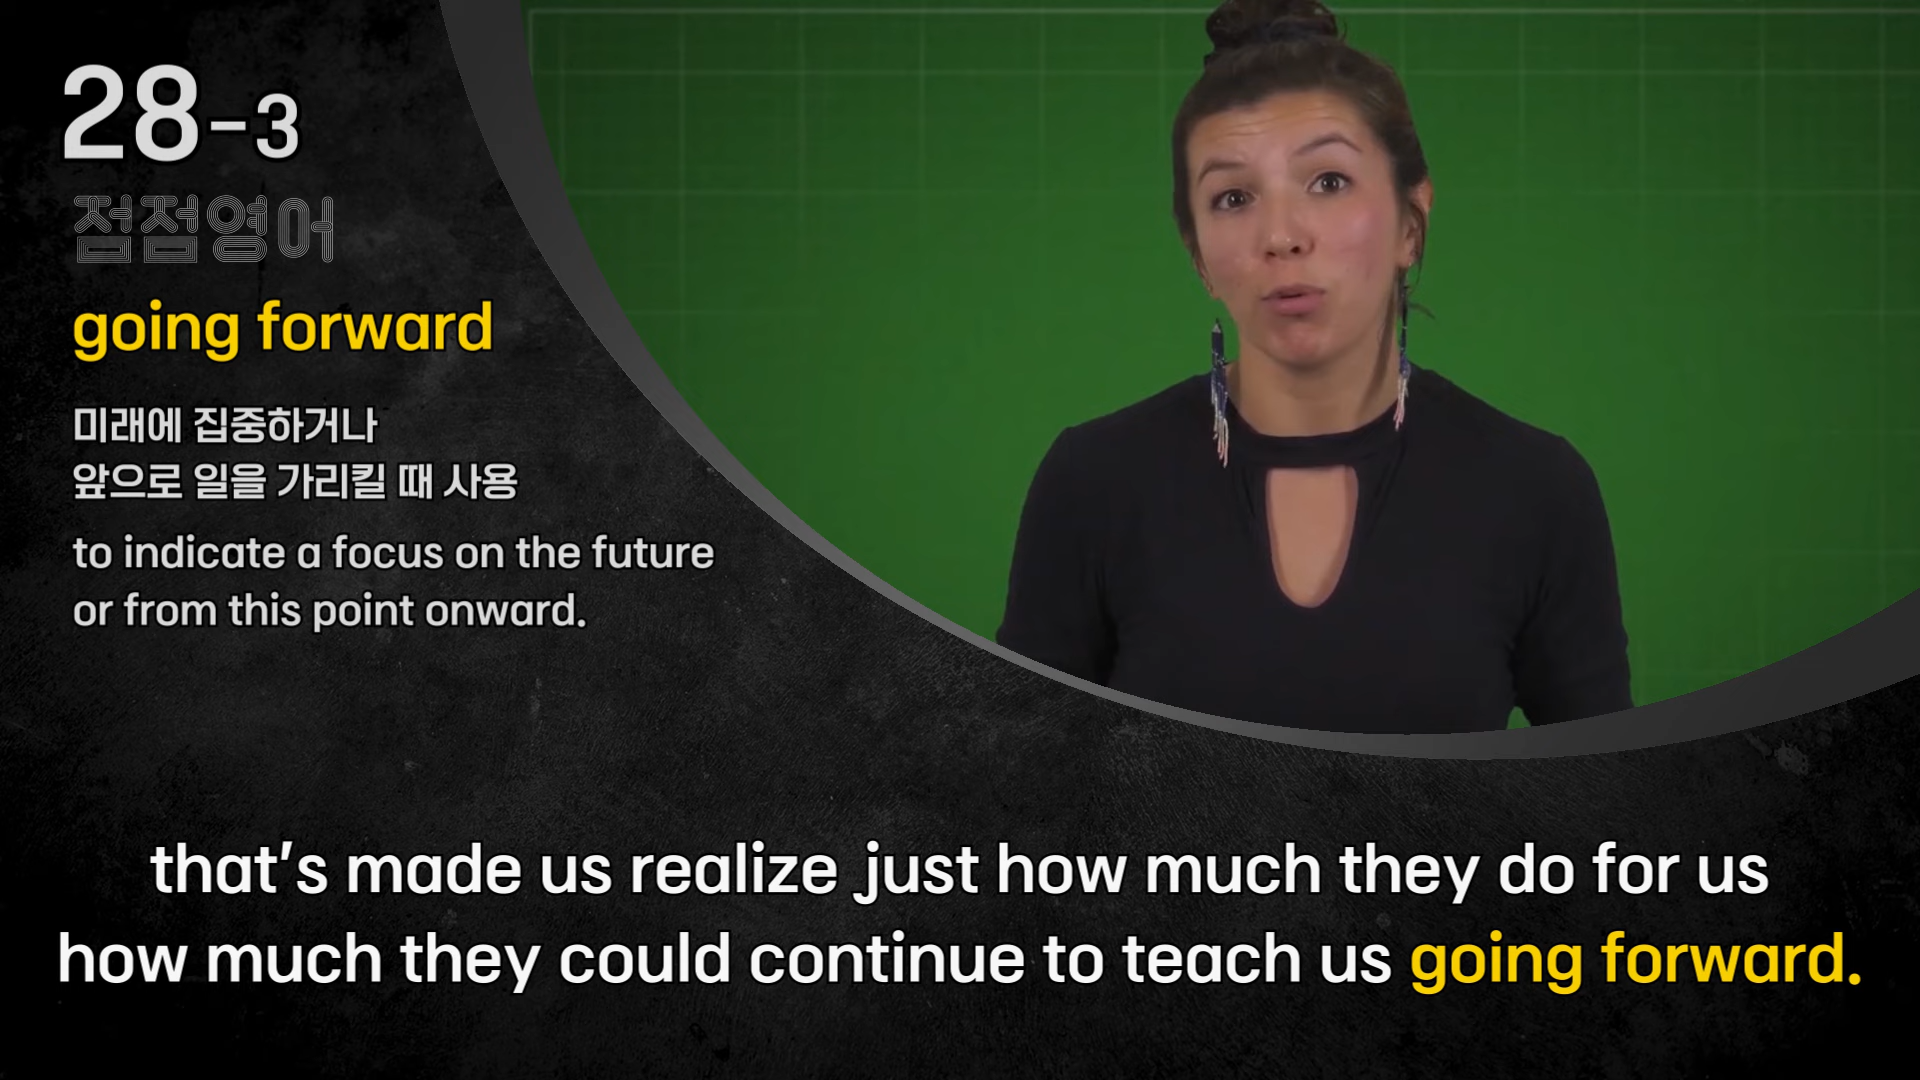 28-3
점점영어
going forward
미래에 집중하거나
앞으로 일을 가리킬 때 사용
to indicate a focus on the future
or from this point onward.
that's made us realize just how much they do for us
how much they could continue to teach us going forward.